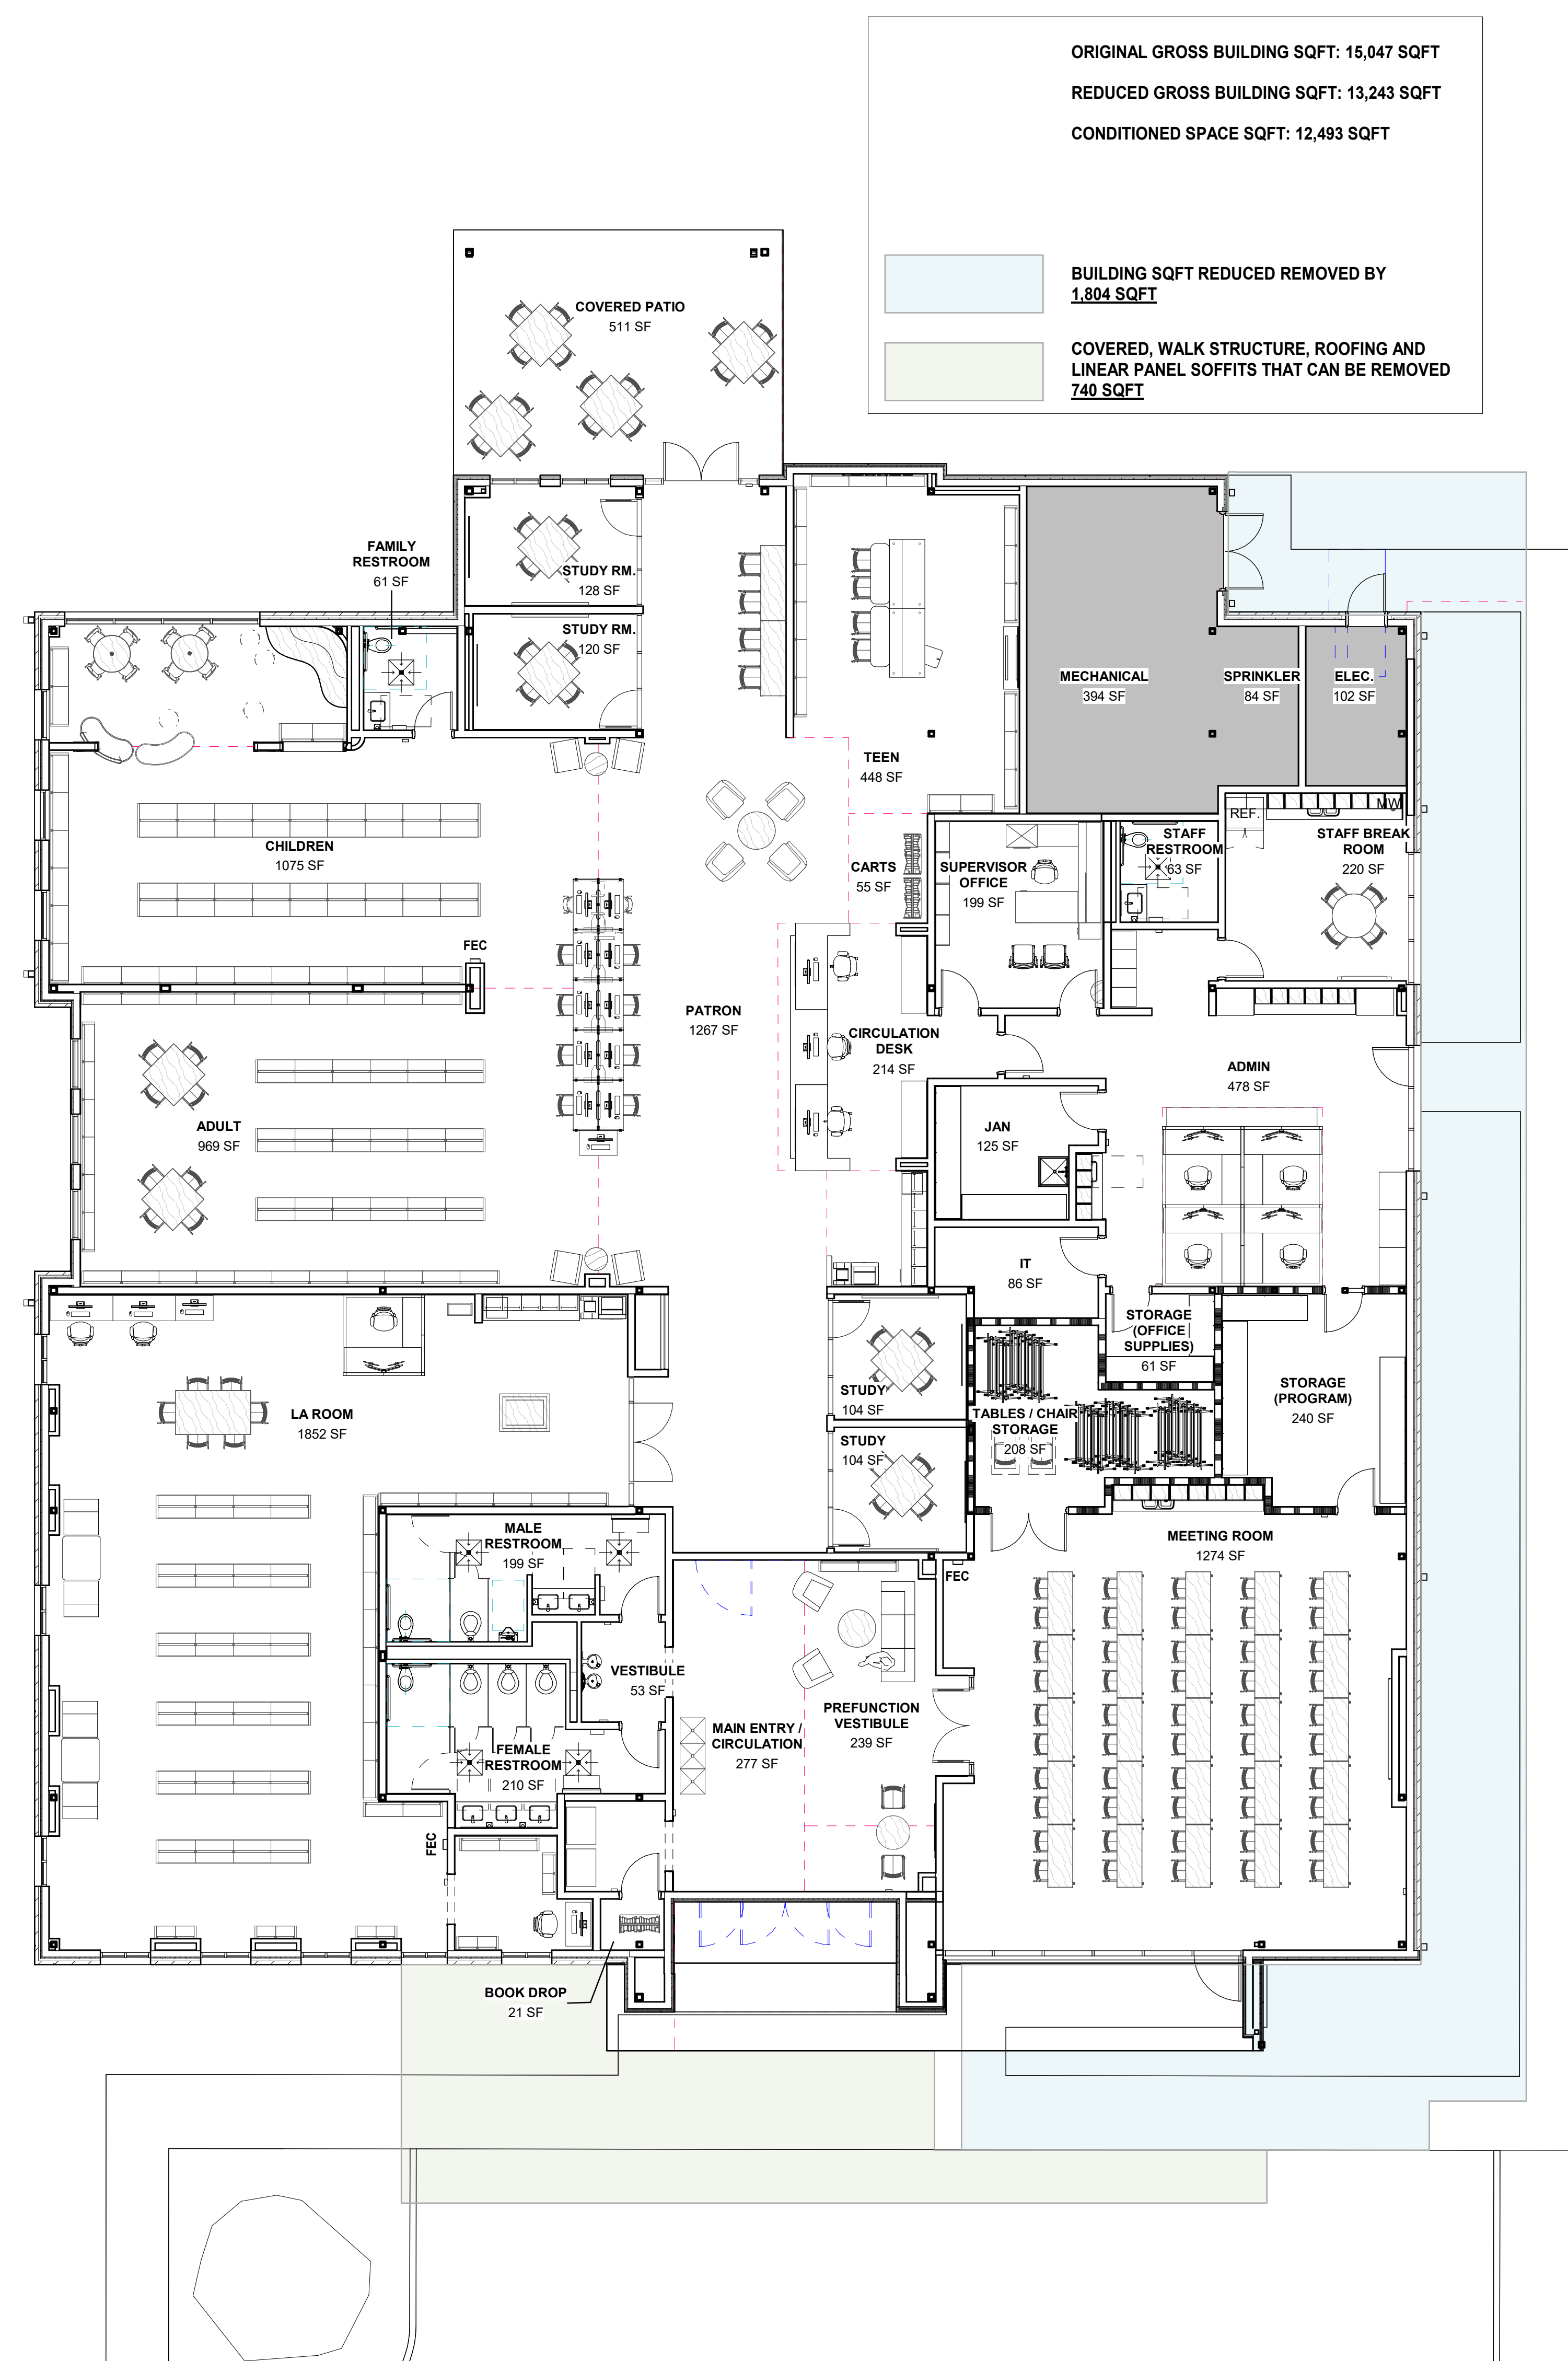 ORIGINAL GROSS BUILDING SQFT: 15,047 SQFT
REDUCED GROSS BUILDING SQFT: 13,243 SQFT
CONDITIONED SPACE SQFT: 12,493 SQFT
BUILDING SQFT REDUCED REMOVED BY
1,804 SQFT
COVERED, WALK STRUCTURE, ROOFING AND
LINEAR PANEL SOFFITS THAT CAN BE REMOVED
740 SQFT
COVERED PATIO
511 SF
FAMILY
RESTROOM
61 SF
STUDY RM.
128 SF
STUDY RM.
120 SF
MECHANICAL
394 SF
SPRINKLER
84 SF
ELEC.
102 SF
TEEN
448 SF
CHILDREN
1075 SF
CARTS
55 SF
SUPERVISOR
OFFICE
199 SF
STAFF
RESTROOM
63 SF
REF.
MW
STAFF BREAK
ROOM
220 SF
FEC
PATRON
1267 SF
CIRCULATION
DESK
214 SF
ADMIN
478 SF
ADULT
969 SF
JAN
125 SF
IT
86 SF
STORAGE
(OFFICE
SUPPLIES)
61 SF
LA ROOM
1852 SF
STUDY
104 SF
STUDY
104 SF
TABLES / CHAIR
STORAGE
208 SF
STORAGE
(PROGRAM)
240 SF
MALE
RESTROOM
199 SF
MEETING ROOM
1274 SF
FEC
VESTIBULE
53 SF
FEMALE
RESTROOM
210 SF
MAIN ENTRY /
CIRCULATION
277 SF
PREFUNCTION
VESTIBULE
239 SF
FEC
BOOK DROP
21 SF